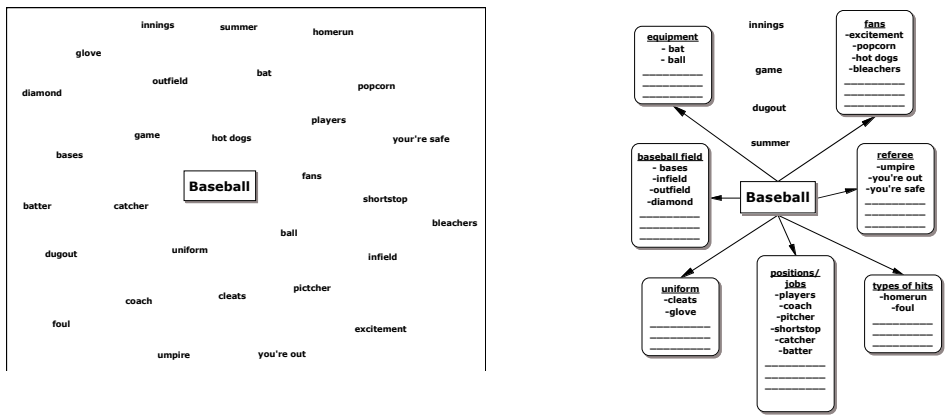 innings
summer
homerun
glove
bat
outfield
popcorn
diamond
players
game
hot dogs
your're safe
bases
fans
Baseball
shortstop
batter
catcher
bleachers
ball
uniform
dugout
infield
pictcher
cleats
coach
foul
excitement
umpire
you're out
equipment
- bat
- ball
innings
game
dugout
summer
fans
-excitement
-popcorn
-hot dogs
-bleachers
baseball field
- bases
-infield
-outfield
-diamond
Baseball
referee
-umpire
-you're out
-you're safe
uniform
-cleats
-glove
positions/
jobs
-players
-coach
-pitcher
-shortstop
-catcher
-batter
types of hits
-homerun
-foul